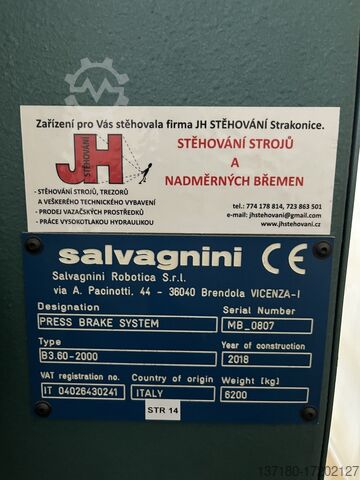 Zařízení pro Vás stěhovala firma JH STĚHOVÁNÍ Strakonice.
JH
STĚHOVÁNÍ
- STĚHOVÁNÍ STROJŮ, TREZORŮ
A VEŠKERÉHO TECHNICKÉHO VYBAVENÍ
- PRODEJ VAZAČSKÝCH PROSTŘEDKŮ
- PRÁCE VYSOKOTLAKOU HYDRAULIKOU
STĚHOVÁNÍ STROJŮ
A
NADMĚRNÝCH BŘEMEN
tel.: 774 178 814, 723 863 501
e-mail: jhstehovani@gmail.com
www.jhstehovani.cz
salvagnini CE
Salvagnini Robotica S.r.l.
via A. Pacinotti, 44 - 36040 Brendola VICENZA-I
Designation Serial Number
PRESS BRAKE SYSTEM MB_0807
Type Year of construction
B3.60-2000 2018
VAT registration no. Country of origin Weight [kg]
IT 04026430241 ITALY 6200
STR 14
137180-17202127